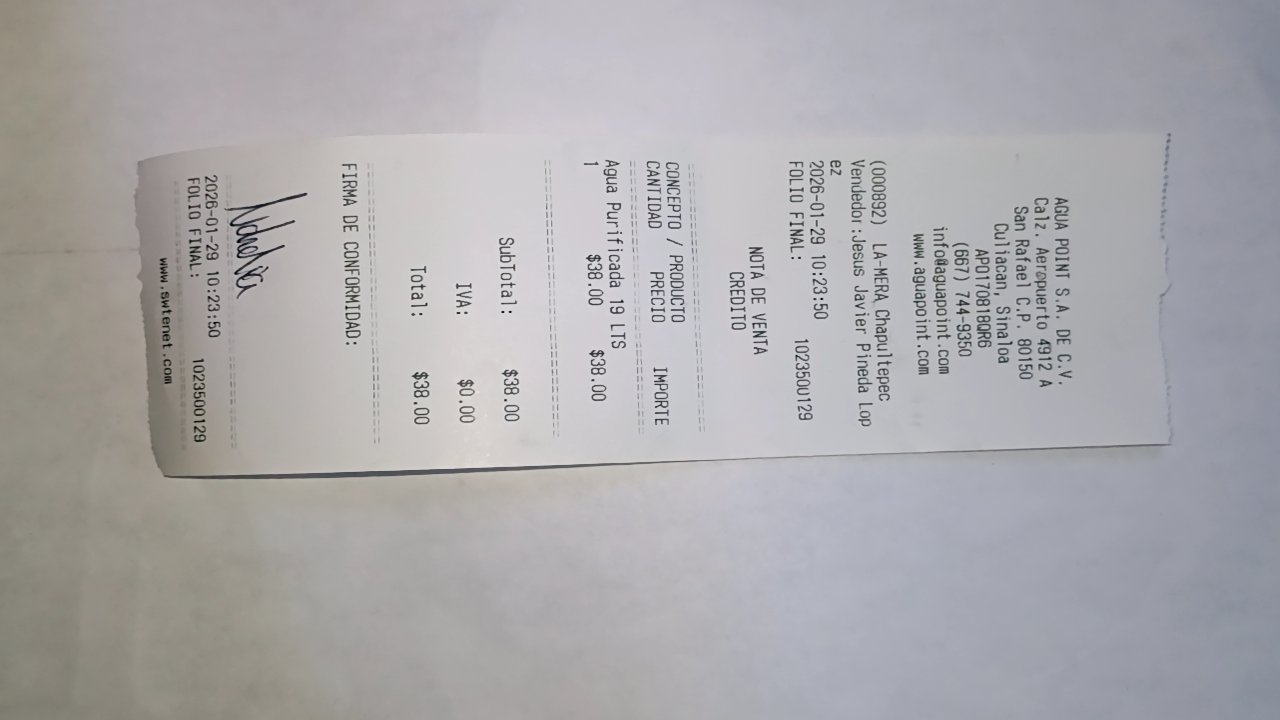 AGUA POINT S.A. DE C.V.
Calz. Aeropuerto 4912 A
San Rafael C.P. 80150
Culiacan, Sinaloa
APO170818QR6
(667) 744-9350
info@aguapoint.com
www.aguapoint.com
(000892) LA-MERA Chapultepec
Vendedor:Jesus Javier Pineda Lop
ez
2026-01-29 10:23:50
FOLIO FINAL: 1023500129
NOTA DE VENTA
CREDITO
CONCEPTO / PRODUCTO
CANTIDAD PRECIO IMPORTE
Agua Purificada 19 LTS
1 $38.00 $38.00
SubTotal: $38.00
IVA: $0.00
Total: $38.00
FIRMA DE CONFORMIDAD:
2026-01-29 10:23:50
FOLIO FINAL: 1023500129
www.swtenet.com